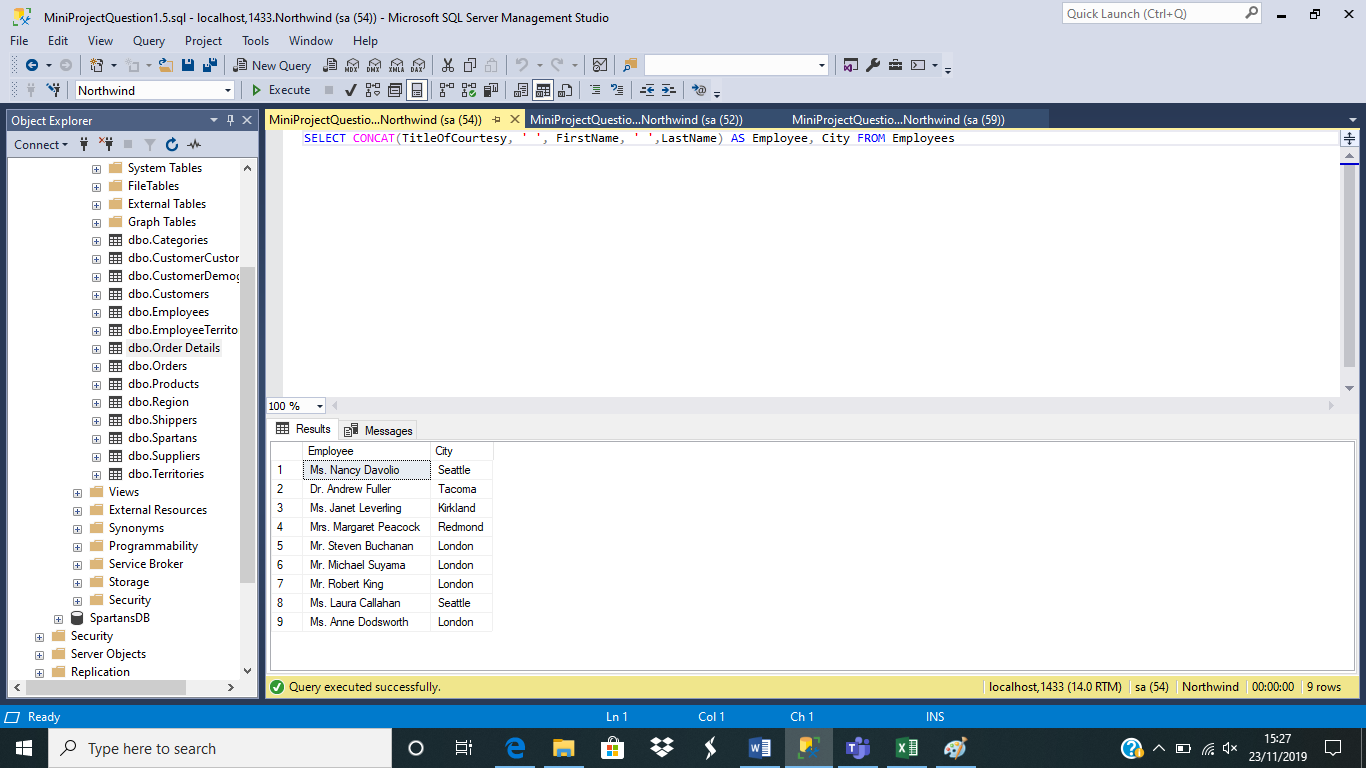 MiniProjectQuestion1.5.sql - localhost,1433.Northwind (sa (54)) - Microsoft SQL Server Management Studio
Quick Launch (Ctrl+Q)
File Edit View Query Project Tools Window Help
New Query MDX DMX XMLA DAX
Northwind Execute
Object Explorer
MiniProjectQuestio...Northwind (sa (54)) MiniProjectQuestio...Northwind (sa (52)) MiniProjectQuestio...Northwind (sa (59))
Connect
SELECT CONCAT(TitleOfCourtesy, ' ', FirstName, ' ',LastName) AS Employee, City FROM Employees
System Tables
FileTables
External Tables
Graph Tables
dbo.Categories
dbo.CustomerCustor
dbo.CustomerDemog
dbo.Customers
dbo.Employees
dbo.EmployeeTerrito
dbo.Order Details
dbo.Orders
dbo.Products
dbo.Region
dbo.Shippers
dbo.Spartans
dbo.Suppliers
dbo.Territories
Views
External Resources
Synonyms
Programmability
Service Broker
Storage
Security
SpartansDB
Security
Server Objects
Replication
100 %
Results Messages
Employee City
1 Ms. Nancy Davolio Seattle
2 Dr. Andrew Fuller Tacoma
3 Ms. Janet Leverling Kirkland
4 Mrs. Margaret Peacock Redmond
5 Mr. Steven Buchanan London
6 Mr. Michael Suyama London
7 Mr. Robert King London
8 Ms. Laura Callahan Seattle
9 Ms. Anne Dodsworth London
Query executed successfully. localhost,1433 (14.0 RTM) sa (54) Northwind 00:00:00 9 rows
Ready Ln 1 Col 1 Ch 1 INS
Type here to search
15:27
23/11/2019